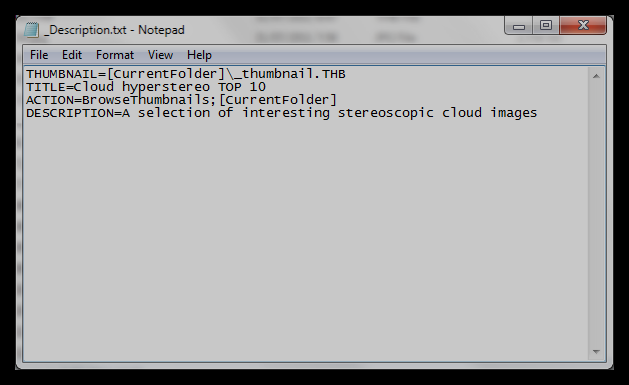 _Description.txt - Notepad
File Edit Format View Help
THUMBNAIL=[CurrentFolder]\_thumbnail.THB
TITLE=Cloud hyperstereo TOP 10
ACTION=BrowseThumbnails;[CurrentFolder]
DESCRIPTION=A selection of interesting stereoscopic cloud images